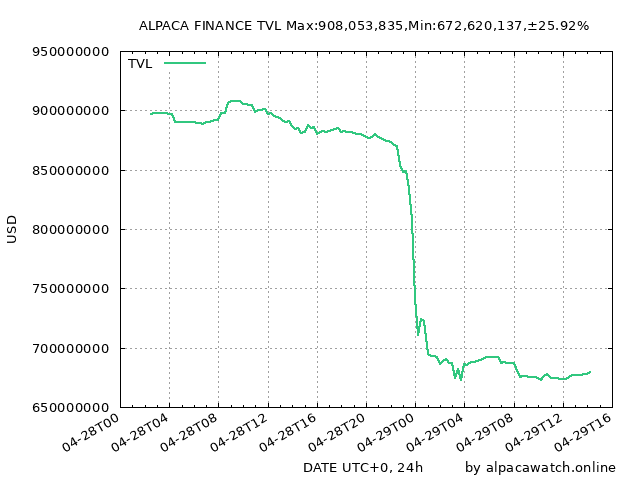 ALPACA FINANCE TVL Max:908,053,835,Min:672,620,137,±25.92%
TVL
950000000
900000000
850000000
800000000
750000000
700000000
650000000
USD
04-28T00
04-28T04
04-28T08
04-28T12
04-28T16
04-28T20
04-29T00
04-29T04
04-29T08
04-29T12
04-29T16
DATE UTC+0, 24h
by alpacawatch.online